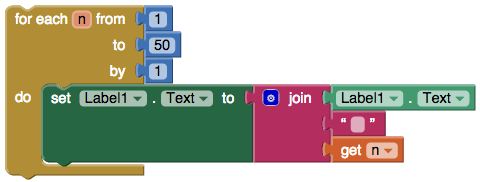 for each n from 1
to 50
by 1
do set Label1 . Text to join Label1 . Text
“ ”
get n